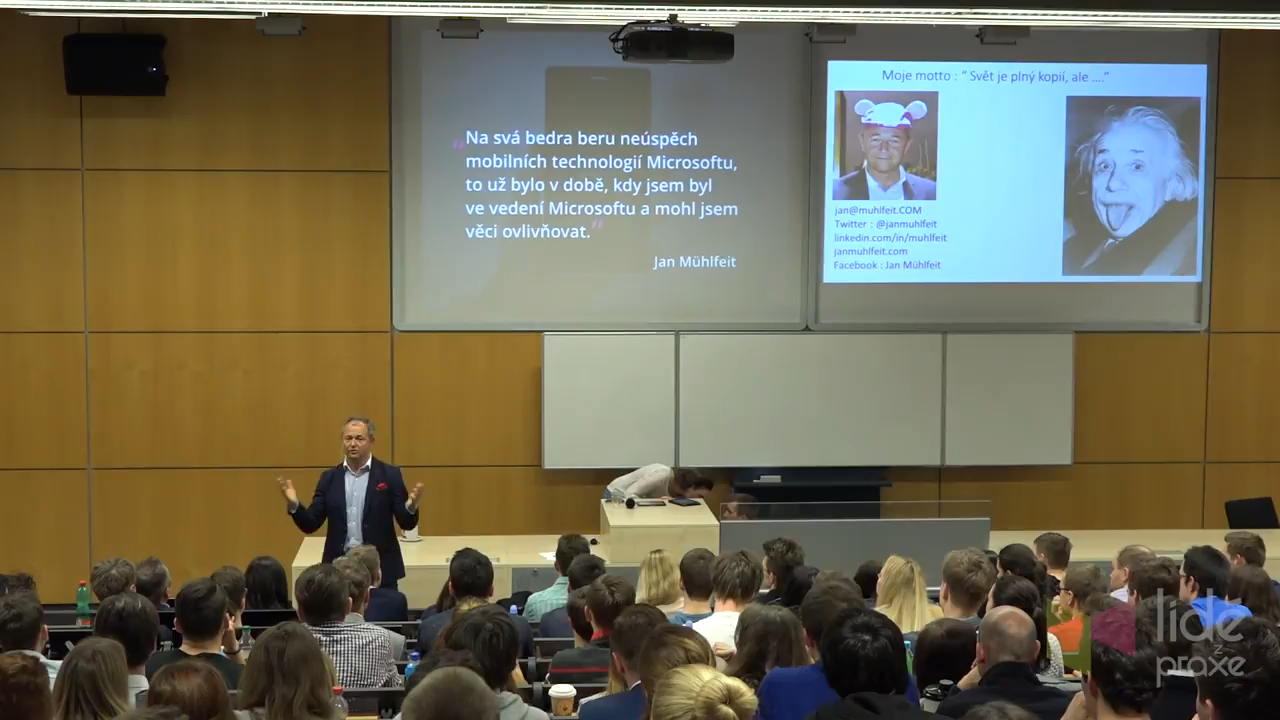 „Na svá bedra beru neúspěch
mobilních technologií Microsoftu,
to už bylo v době, kdy jsem byl
ve vedení Microsoftu a mohl jsem
věci ovlivňovat.“
Jan Mühlfeit
Moje motto : “ Svět je plný kopií, ale ….”
jan@muhlfeit.COM
Twitter : @janmuhlfeit
linkedin.com/in/muhlfeit
janmuhlfeit.com
Facebook : Jan Mühlfeit
lidé
z
praxe